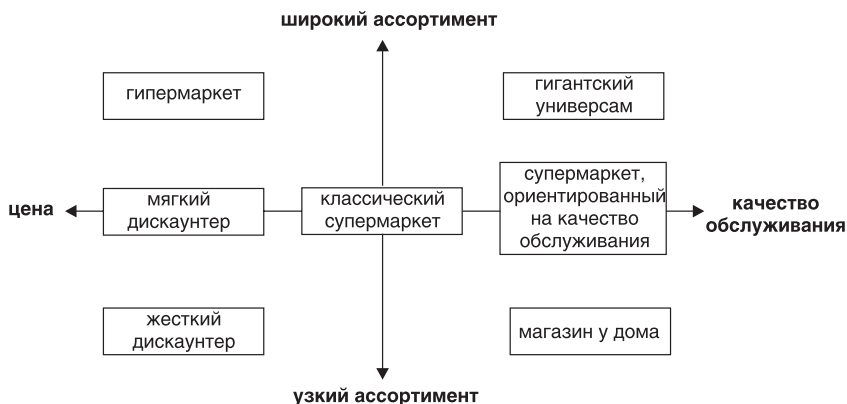 широкий ассортимент
гипермаркет
гигантский
универсам
цена
мягкий
дискаунтер
классический
супермаркет
супермаркет,
ориентированный
на качество
обслуживания
качество
обслуживания
жесткий
дискаунтер
магазин у дома
узкий ассортимент